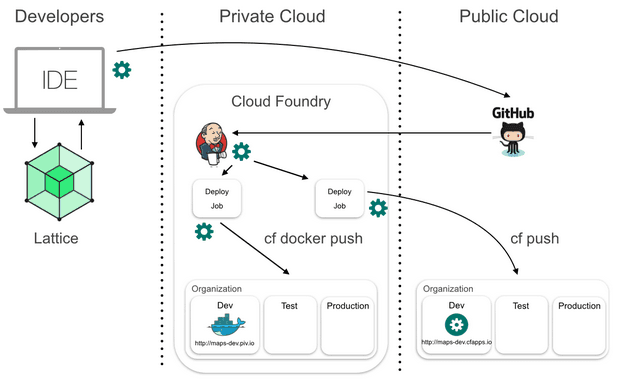 Developers
Private Cloud
Public Cloud
IDE
Lattice
Cloud Foundry
GitHub
Deploy
Job
Deploy
Job
cf docker push
cf push
Organization
Dev
Test
Production
http://maps-dev.piv.io
Organization
Dev
Test
Production
http://maps-dev.cfapps.io